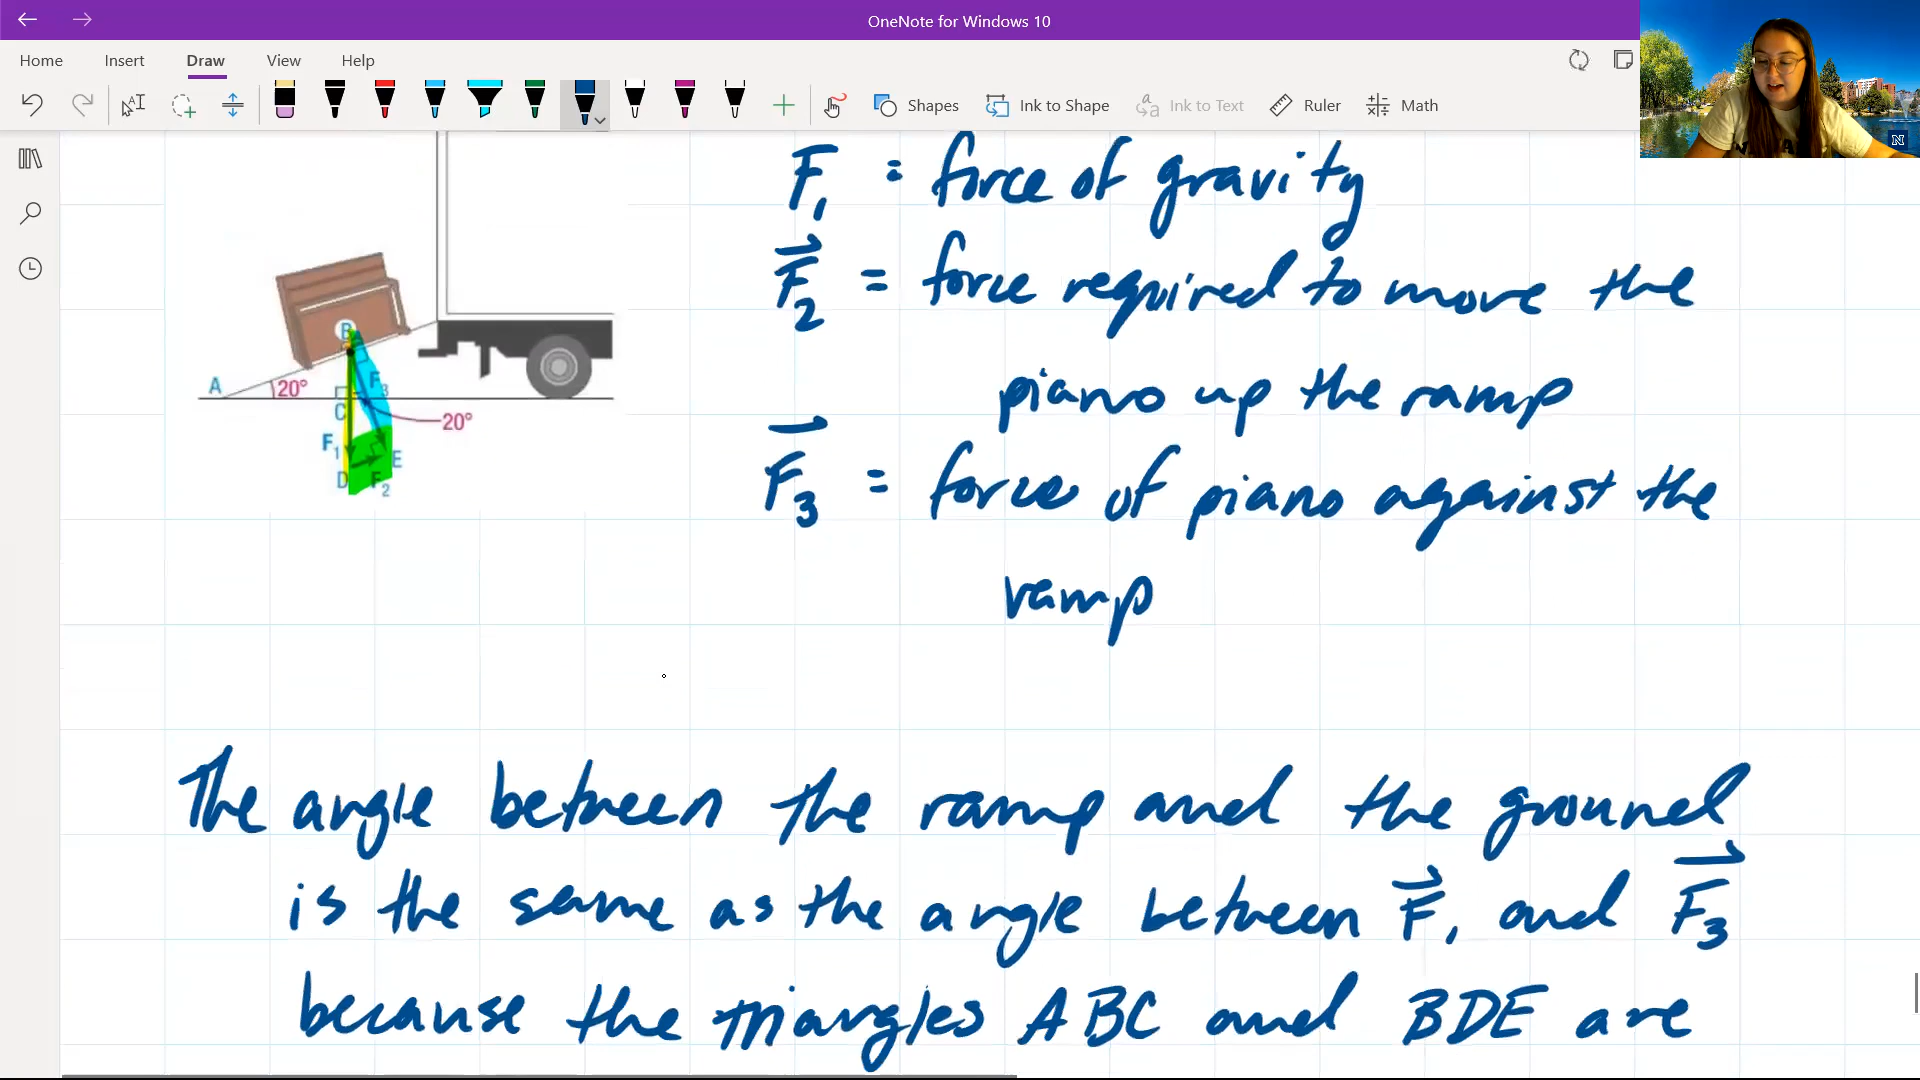 OneNote for Windows 10
Home Insert Draw View Help
Shapes Ink to Shape Ink to Text Ruler Math
N
F₁ = force of gravity
F₂ = force required to move the
piano up the ramp
F₃ = force of piano against the
ramp
B
A 20° F₃
C 20°
F₁ E
D F₂
The angle between the ramp and the ground
is the same as the angle between F₁ and F₃
because the triangles ABC and BDE are